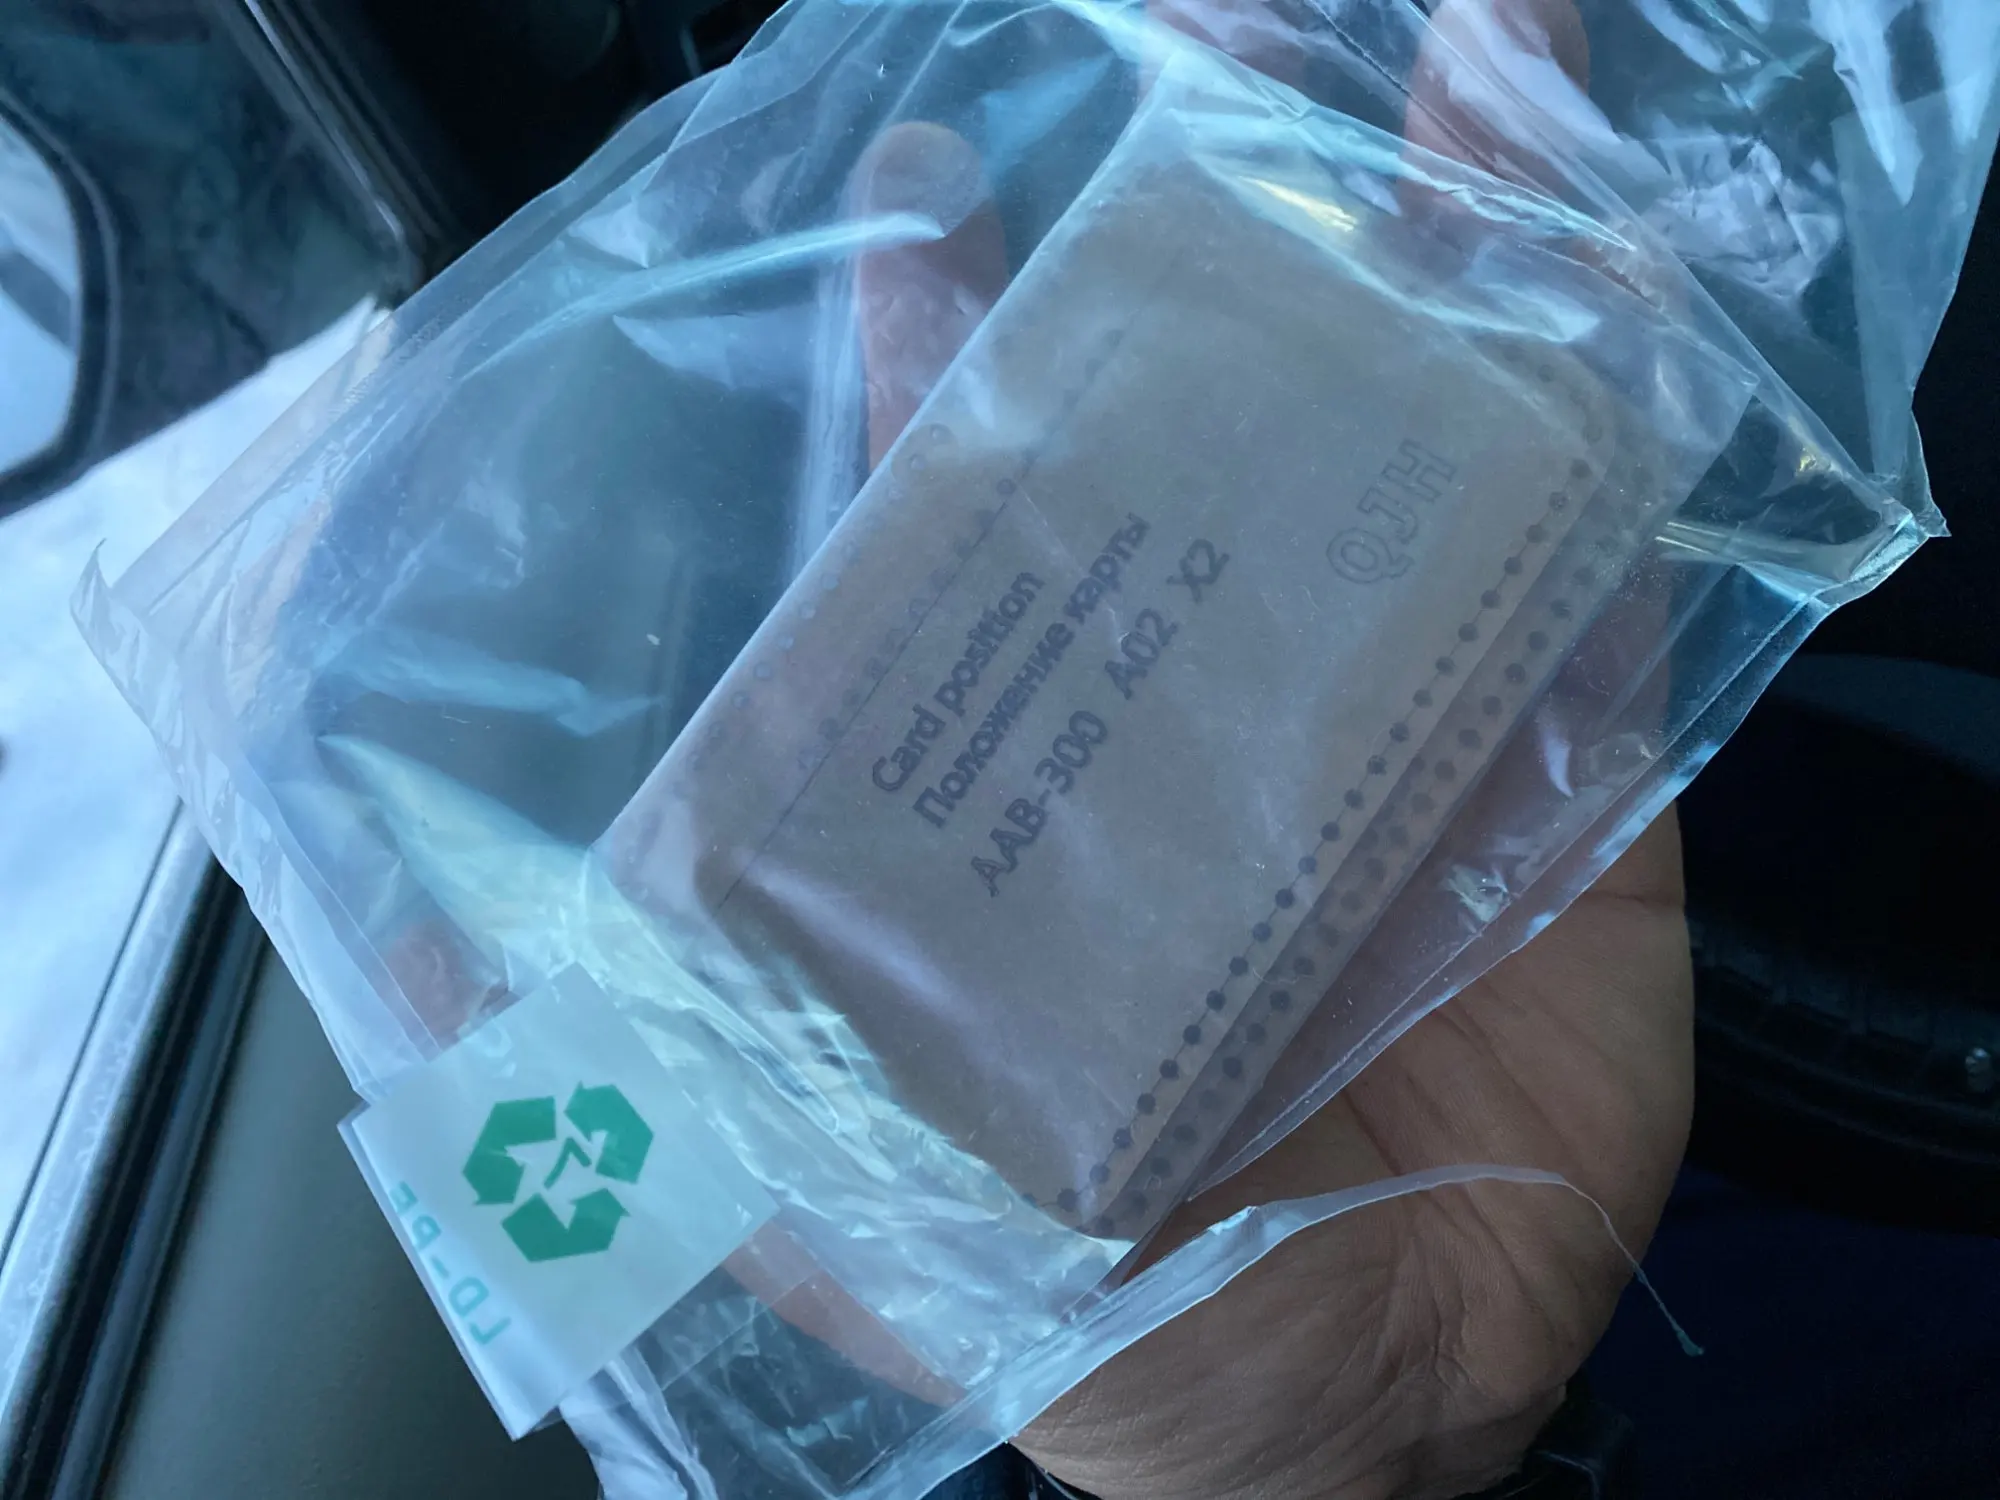 Card position
Положение карты
AAB-300 A02 X2
QJH
LD-PE